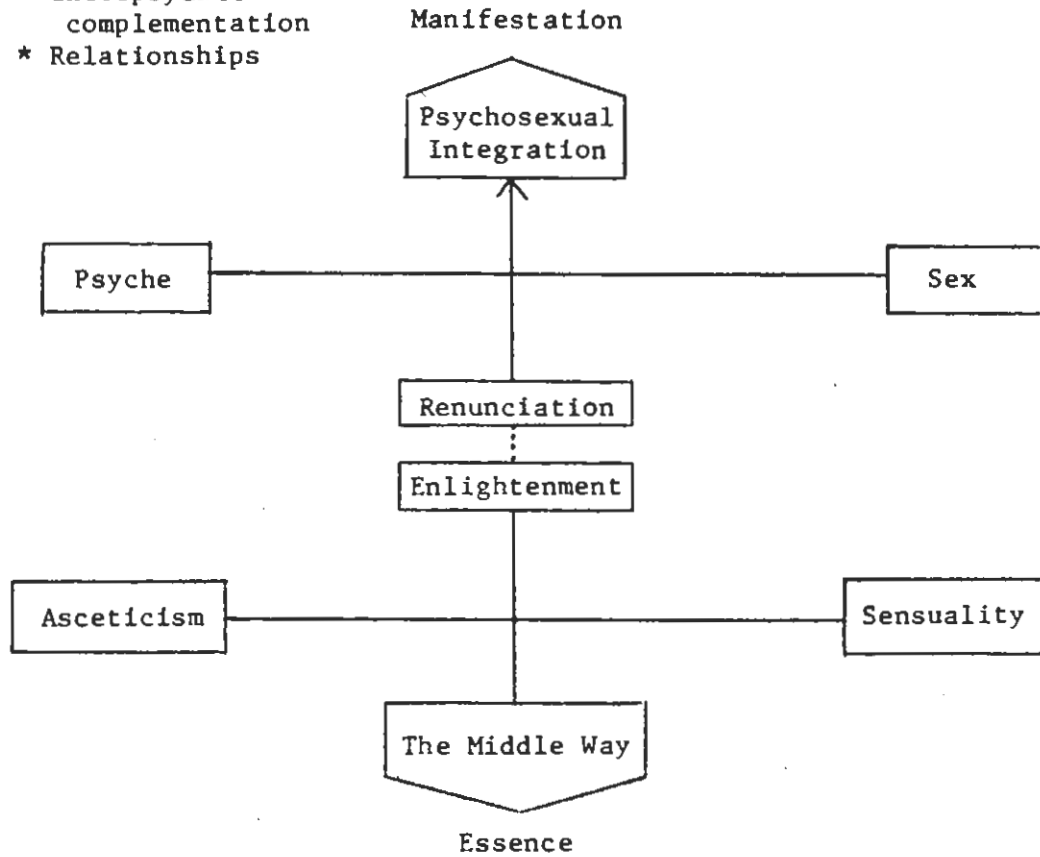 complementation
* Relationships
Manifestation
Psychosexual
Integration
Psyche
Sex
Renunciation
Enlightenment
Asceticism
Sensuality
The Middle Way
Essence